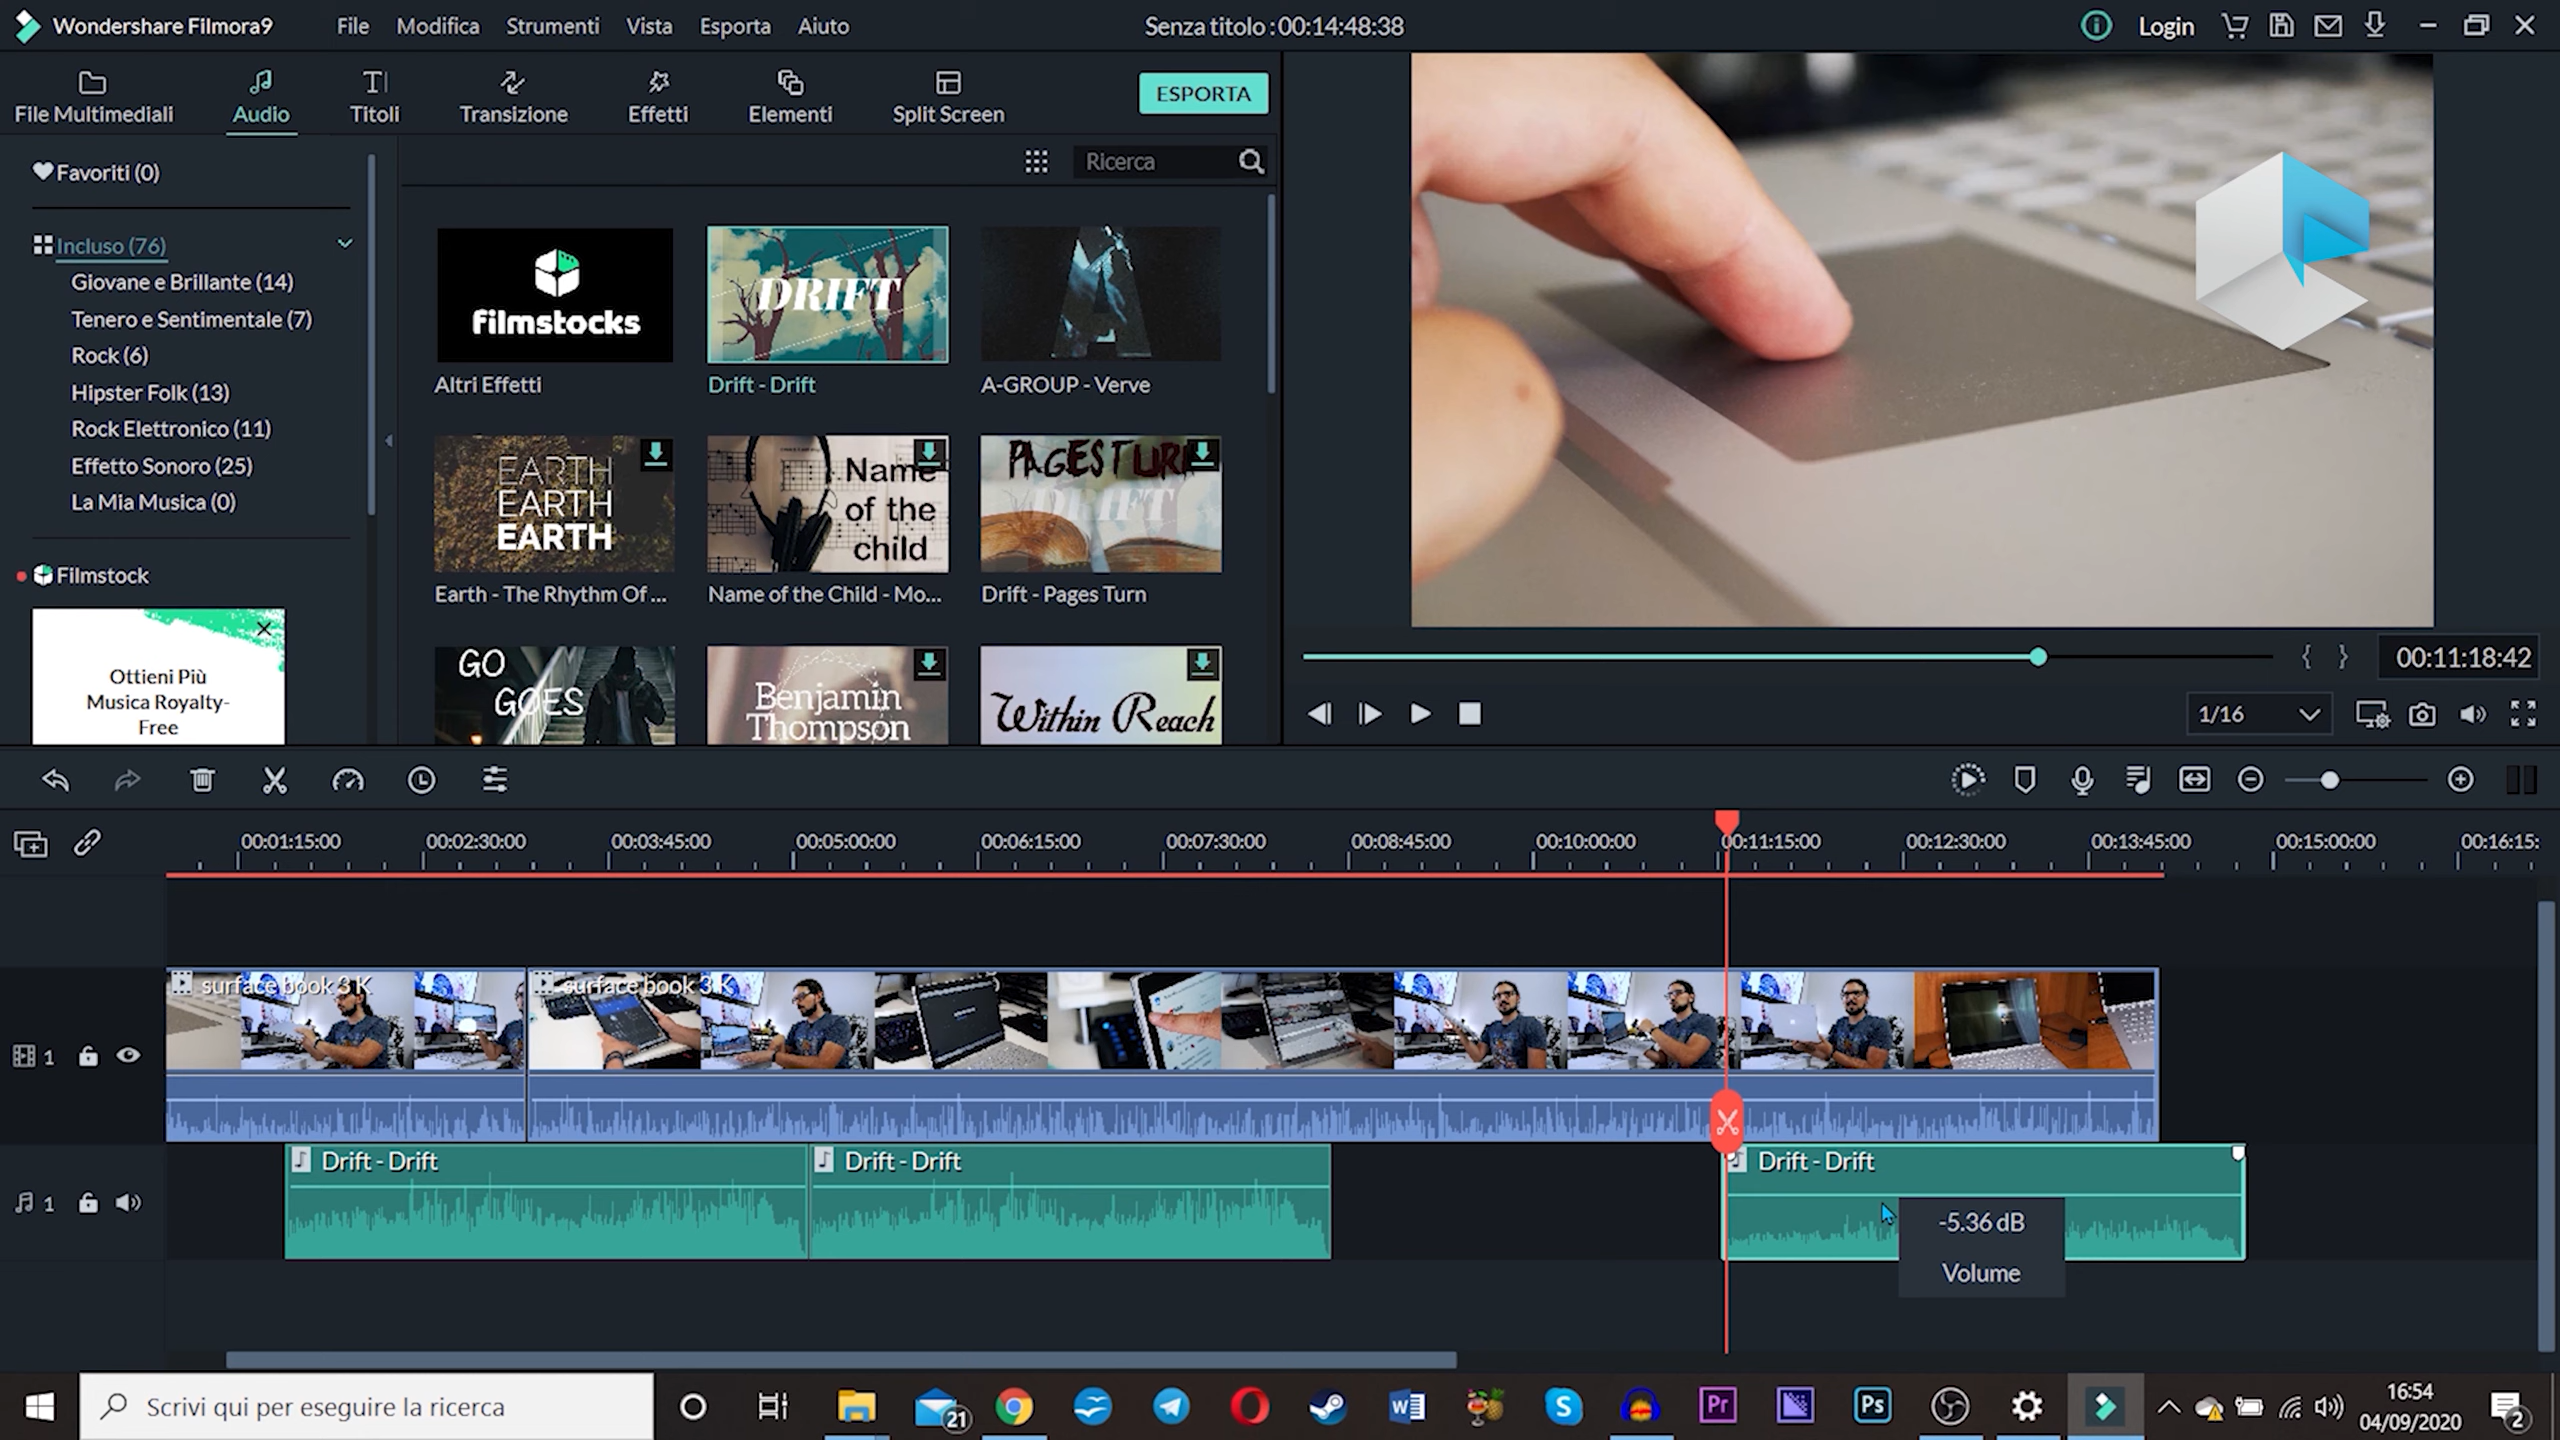 Wondershare Filmora9
File
Modifica
Strumenti
Vista
Esporta
Aiuto
Senza titolo : 00:14:48:38
Login
File Multimediali
Audio
Titoli
Transizione
Effetti
Elementi
Split Screen
ESPORTA
Favoriti (0)
Incluso (76)
Giovane e Brillante (14)
Tenero e Sentimentale (7)
Rock (6)
Hipster Folk (13)
Rock Elettronico (11)
Effetto Sonoro (25)
La Mia Musica (0)
Filmstock
Ottieni Più
Musica Royalty-
Free
Ricerca
filmstocks
DRIFT
A
Altri Effetti
Drift - Drift
A-GROUP - Verve
EARTH
EARTH
EARTH
Name
of the
child
PAGES TURN
DRIFT
Earth - The Rhythm Of ...
Name of the Child - Mo...
Drift - Pages Turn
GO
GOES
Benjamin
Thompson
Within Reach
00:11:18:42
1/16
00:01:15:00
00:02:30:00
00:03:45:00
00:05:00:00
00:06:15:00
00:07:30:00
00:08:45:00
00:10:00:00
00:11:15:00
00:12:30:00
00:13:45:00
00:15:00:00
00:16:15:
surface book 3 K
surface book 3 K
1
Drift - Drift
Drift - Drift
Drift - Drift
1
-5.36 dB
Volume
Scrivi qui per eseguire la ricerca
21
W
S
Pr
Ps
16:54
04/09/2020
2